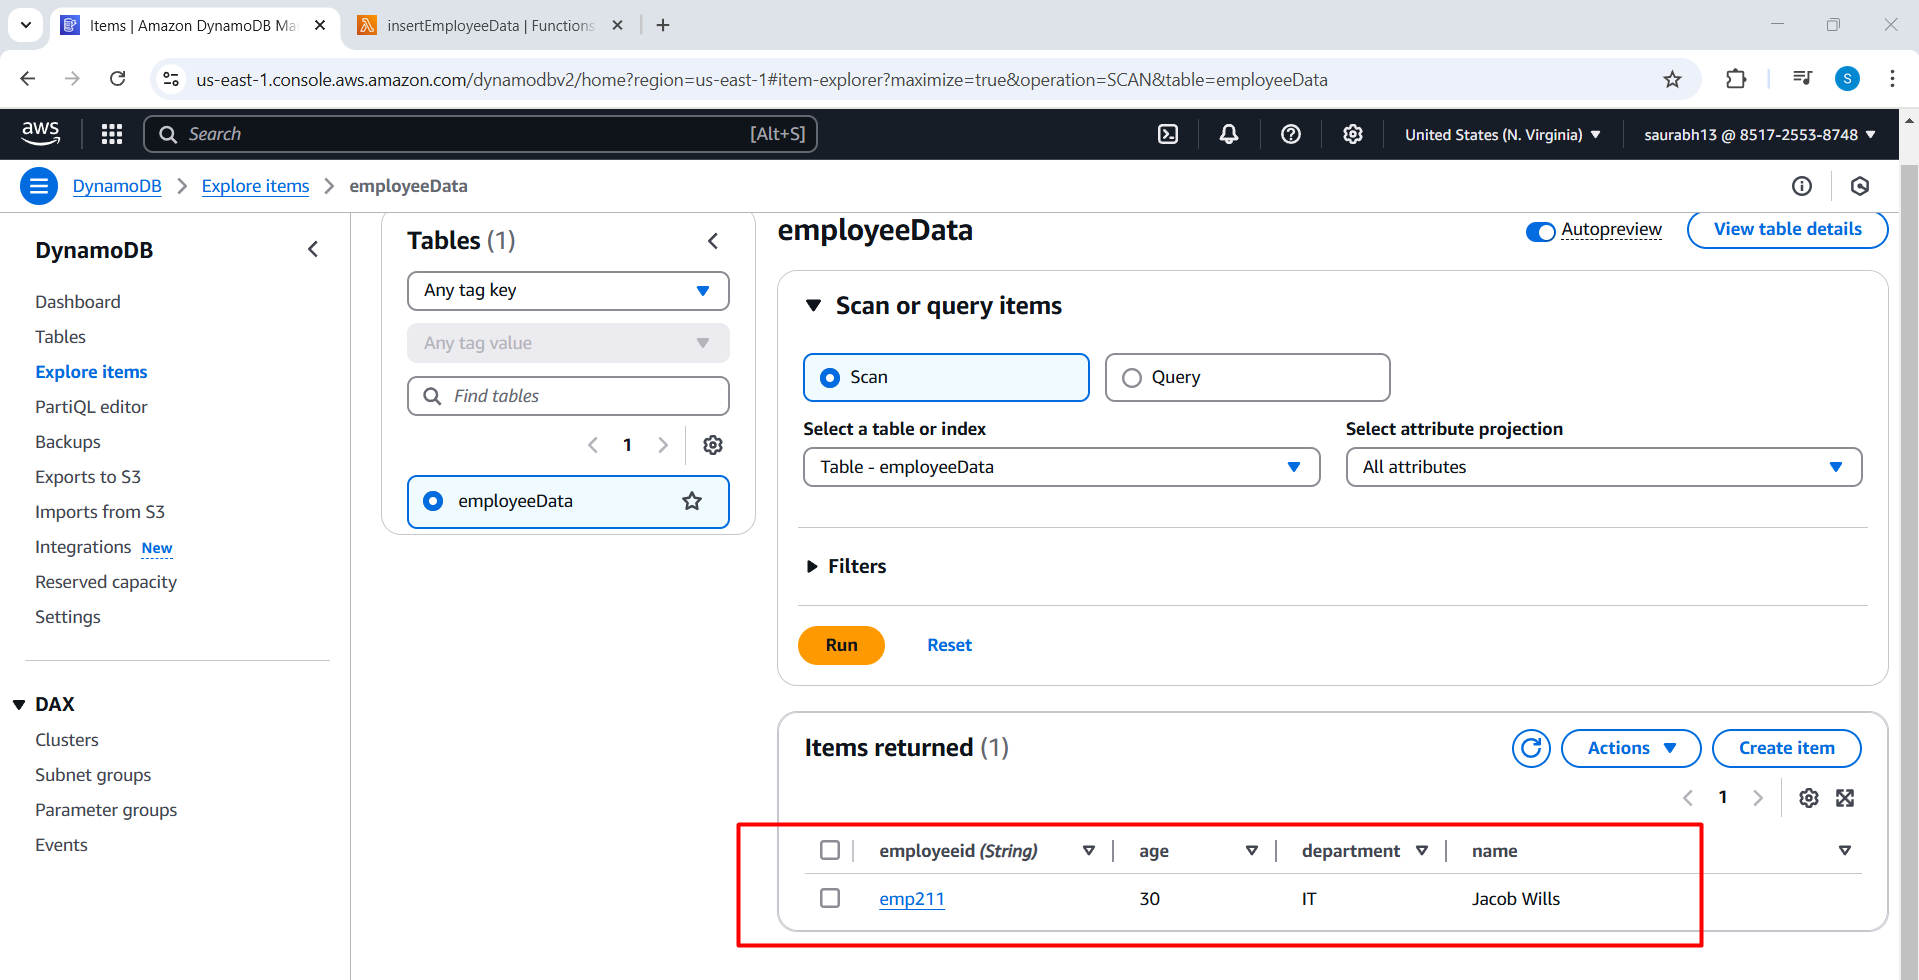 Items | Amazon DynamoDB Ma
insertEmployeeData | Functions
us-east-1.console.aws.amazon.com/dynamodbv2/home?region=us-east-1#item-explorer?maximize=true&operation=SCAN&table=employeeData
S
aws
Search
[Alt+S]
United States (N. Virginia)
saurabh13 @ 8517-2553-8748
DynamoDB
Explore items
employeeData
DynamoDB
Dashboard
Tables
Explore items
PartiQL editor
Backups
Exports to S3
Imports from S3
Integrations New
Reserved capacity
Settings
DAX
Clusters
Subnet groups
Parameter groups
Events
Tables (1)
Any tag key
Any tag value
Find tables
1
employeeData
employeeData
Autopreview
View table details
Scan or query items
Scan
Query
Select a table or index
Table - employeeData
Select attribute projection
All attributes
Filters
Run
Reset
Items returned (1)
Actions
Create item
1
employeeid (String) age department name
emp211 30 IT Jacob Wills